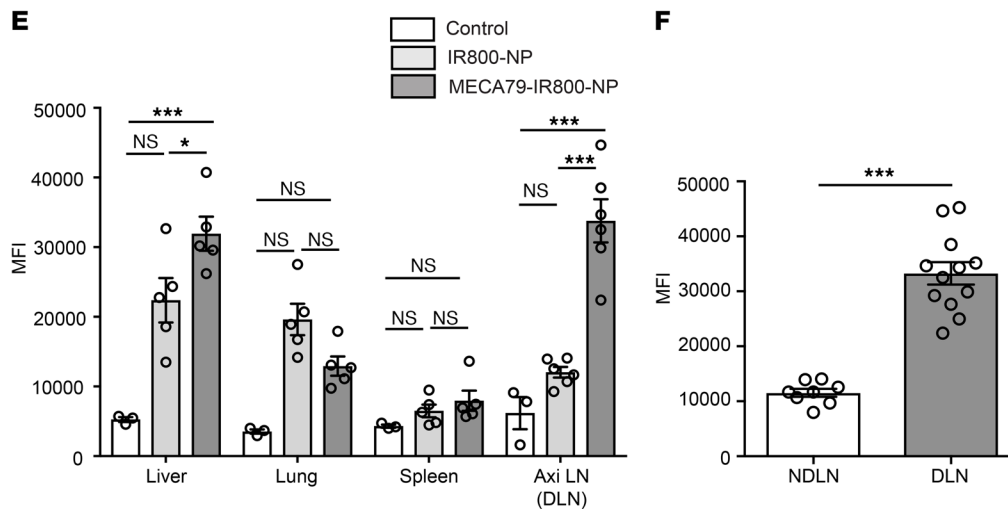 E
Control
IR800-NP
MECA79-IR800-NP
MFI
50000
40000
30000
20000
10000
0
***
NS
*
NS
NS
NS
NS
NS
NS
***
***
NS
Liver
Lung
Spleen
Axi LN
(DLN)
F
MFI
50000
40000
30000
20000
10000
0
***
NDLN
DLN